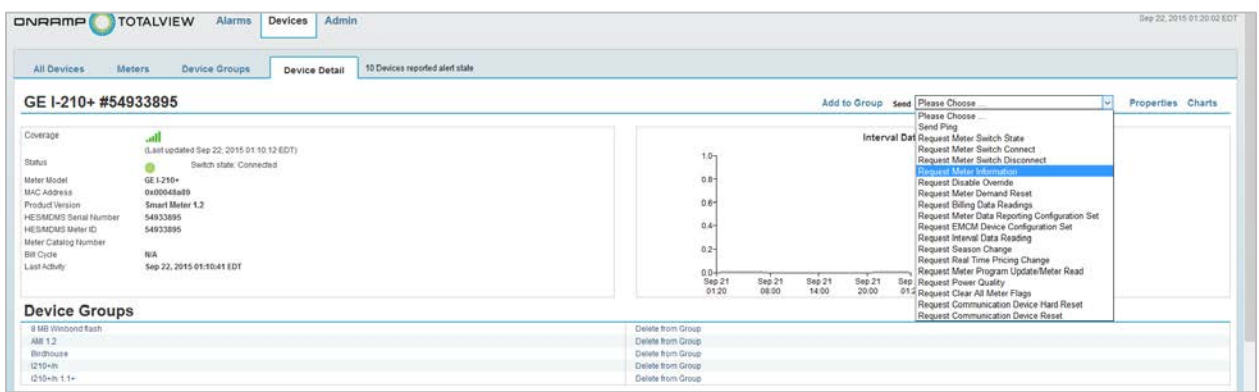 ONRAMP TOTALVIEW Alarms Devices Admin
Sep 22, 2015 01:20:02 EDT
All Devices Meters Device Groups Device Detail 10 Devices reported alert state
GE I-210+ #54933895
Add to Group Send Please Choose ... Properties Charts
Please Choose ...
Send Ping
Request Meter Switch State
Request Meter Switch Connect
Request Meter Switch Disconnect
Request Meter Information
Request Disable Override
Request Meter Demand Reset
Request Billing Data Readings
Request Meter Data Reporting Configuration Set
Request EMCM Device Configuration Set
Request Interval Data Reading
Request Season Change
Request Real Time Pricing Change
Request Meter Program Update/Meter Read
Request Power Quality
Request Clear All Meter Flags
Request Communication Device Hard Reset
Request Communication Device Reset
Coverage
(Last updated Sep 22, 2015 01:10:12 EDT)
Status Switch state: Connected
Meter Model GE I-210+
MAC Address 0x00048a89
Product Version Smart Meter 1.2
HES/MDMS Serial Number 54933895
HES/MDMS Meter ID 54933895
Meter Catalog Number
Bill Cycle N/A
Last Activity Sep 22, 2015 01:10:41 EDT
Interval Dat
1.0
0.8
0.6
0.4
0.2
0.0
Sep 21 Sep 21 Sep 21 Sep 21 Sep
01:20 08:00 14:00 20:00 01:2
Device Groups
8 MB Winbond flash Delete from Group
AMI 1.2 Delete from Group
Birdhouse Delete from Group
I210+/n Delete from Group
I210+/n 1.1+ Delete from Group